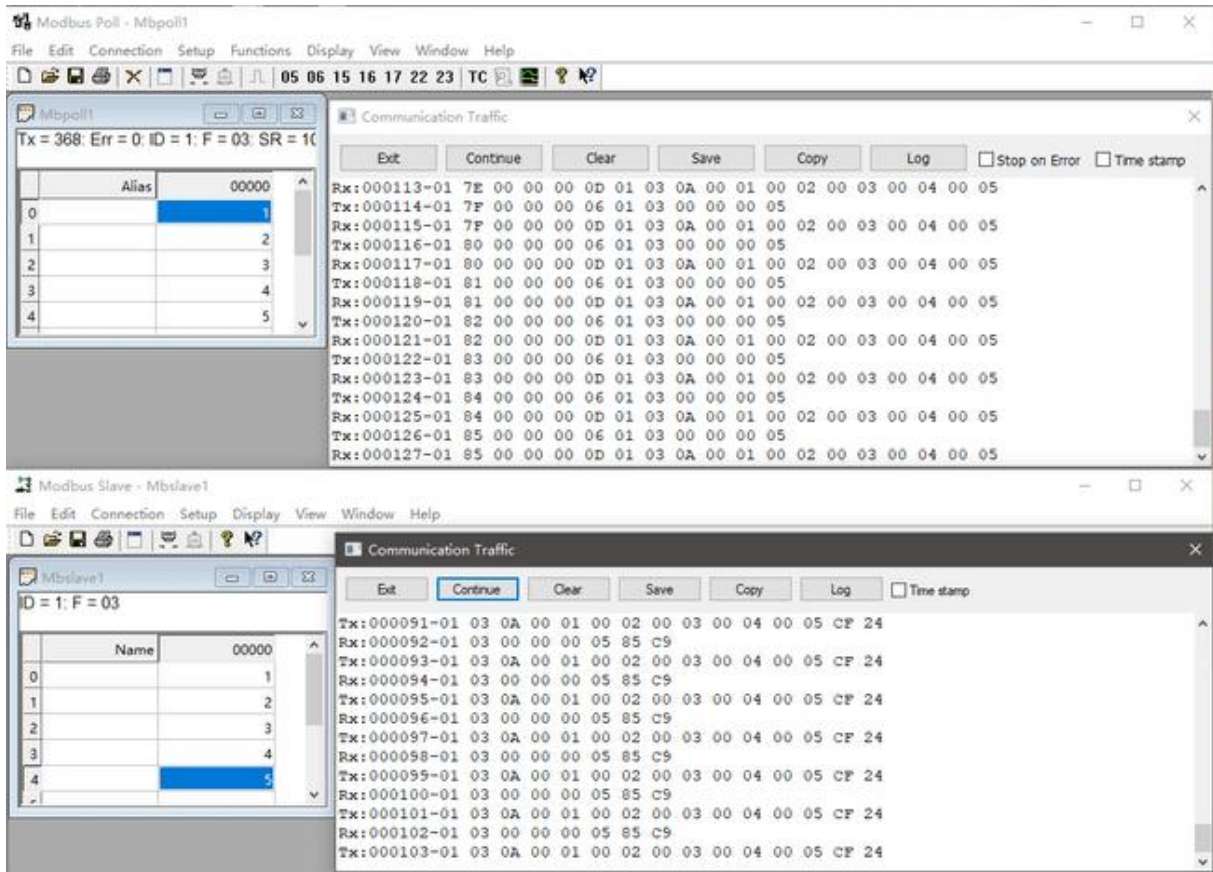 Modbus Poll - Mbpoll1
File Edit Connection Setup Functions Display View Window Help
05 06 15 16 17 22 23 TC
Mbpoll1
Tx = 368: Err = 0: ID = 1: F = 03: SR = 10
Alias 00000
0 1
1 2
2 3
3 4
4 5
Communication Traffic
Exit Continue Clear Save Copy Log Stop on Error Time stamp
Rx:000113-01 7E 00 00 00 0D 01 03 0A 00 01 00 02 00 03 00 04 00 05
Tx:000114-01 7F 00 00 00 06 01 03 00 00 00 05
Rx:000115-01 7F 00 00 00 0D 01 03 0A 00 01 00 02 00 03 00 04 00 05
Tx:000116-01 80 00 00 00 06 01 03 00 00 00 05
Rx:000117-01 80 00 00 00 0D 01 03 0A 00 01 00 02 00 03 00 04 00 05
Tx:000118-01 81 00 00 00 06 01 03 00 00 00 05
Rx:000119-01 81 00 00 00 0D 01 03 0A 00 01 00 02 00 03 00 04 00 05
Tx:000120-01 82 00 00 00 06 01 03 00 00 00 05
Rx:000121-01 82 00 00 00 0D 01 03 0A 00 01 00 02 00 03 00 04 00 05
Tx:000122-01 83 00 00 00 06 01 03 00 00 00 05
Rx:000123-01 83 00 00 00 0D 01 03 0A 00 01 00 02 00 03 00 04 00 05
Tx:000124-01 84 00 00 00 06 01 03 00 00 00 05
Rx:000125-01 84 00 00 00 0D 01 03 0A 00 01 00 02 00 03 00 04 00 05
Tx:000126-01 85 00 00 00 06 01 03 00 00 00 05
Rx:000127-01 85 00 00 00 0D 01 03 0A 00 01 00 02 00 03 00 04 00 05
Modbus Slave - Mbslave1
File Edit Connection Setup Display View Window Help
Mbslave1
ID = 1: F = 03
Name 00000
0 1
1 2
2 3
3 4
4 5
Communication Traffic
Exit Continue Clear Save Copy Log Time stamp
Tx:000091-01 03 0A 00 01 00 02 00 03 00 04 00 05 CF 24
Rx:000092-01 03 00 00 00 05 85 C9
Tx:000093-01 03 0A 00 01 00 02 00 03 00 04 00 05 CF 24
Rx:000094-01 03 00 00 00 05 85 C9
Tx:000095-01 03 0A 00 01 00 02 00 03 00 04 00 05 CF 24
Rx:000096-01 03 00 00 00 05 85 C9
Tx:000097-01 03 0A 00 01 00 02 00 03 00 04 00 05 CF 24
Rx:000098-01 03 00 00 00 05 85 C9
Tx:000099-01 03 0A 00 01 00 02 00 03 00 04 00 05 CF 24
Rx:000100-01 03 00 00 00 05 85 C9
Tx:000101-01 03 0A 00 01 00 02 00 03 00 04 00 05 CF 24
Rx:000102-01 03 00 00 00 05 85 C9
Tx:000103-01 03 0A 00 01 00 02 00 03 00 04 00 05 CF 24